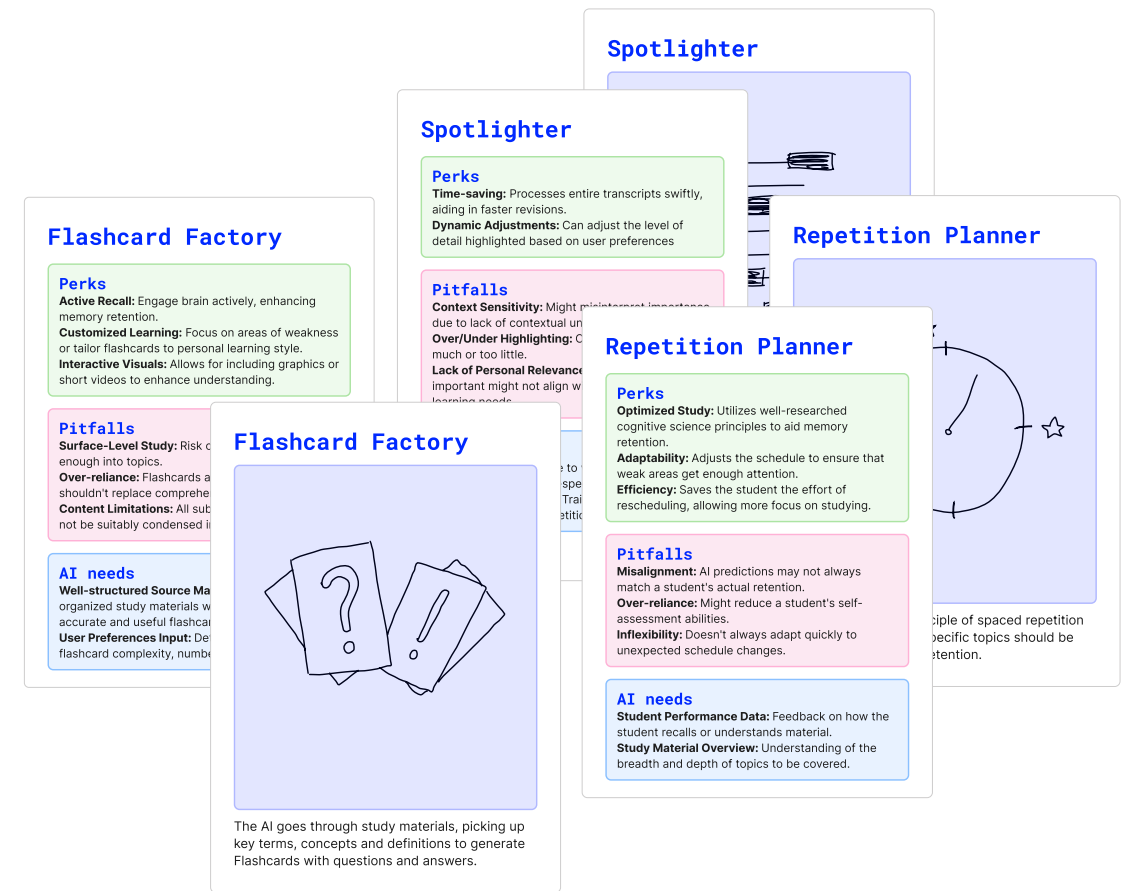 Spotlighter
Spotlighter
Perks
Time-saving: Processes entire transcripts swiftly,
aiding in faster revisions.
Dynamic Adjustments: Can adjust the level of
detail highlighted based on user preferences
Pitfalls
Context Sensitivity: Might misinterpret importance
due to lack of contextual
Over/Under Highlighting:
much or too little.
Lack of Personal Relevance
important might not align
learning needs.
Flashcard Factory
Perks
Active Recall: Engage brain actively, enhancing
memory retention.
Customized Learning: Focus on areas of weakness
or tailor flashcards to personal learning style.
Interactive Visuals: Allows for including graphics or
short videos to enhance understanding.
Pitfalls
Surface-Level Study: Risk
enough into topics.
Over-reliance: Flashcards
shouldn't replace
Content Limitations: All
not be suitably condensed
AI needs
Well-structured Source
organized study materials
accurate and useful
User Preferences Input:
flashcard complexity,
Flashcard Factory
The AI goes through study materials, picking up
key terms, concepts and definitions to generate
Flashcards with questions and answers.
Repetition Planner
Perks
Optimized Study: Utilizes well-researched
cognitive science principles to aid memory
retention.
Adaptability: Adjusts the schedule to ensure that
weak areas get enough attention.
Efficiency: Saves the student the effort of
rescheduling, allowing more focus on studying.
Pitfalls
Misalignment: AI predictions may not always
match a student's actual retention.
Over-reliance: Might reduce a student's self-
assessment abilities.
Inflexibility: Doesn't always adapt quickly to
unexpected schedule changes.
AI needs
Student Performance Data: Feedback on how the
student recalls or understands material.
Study Material Overview: Understanding of the
breadth and depth of topics to be covered.
Repetition Planner
of spaced repetition
topics should be